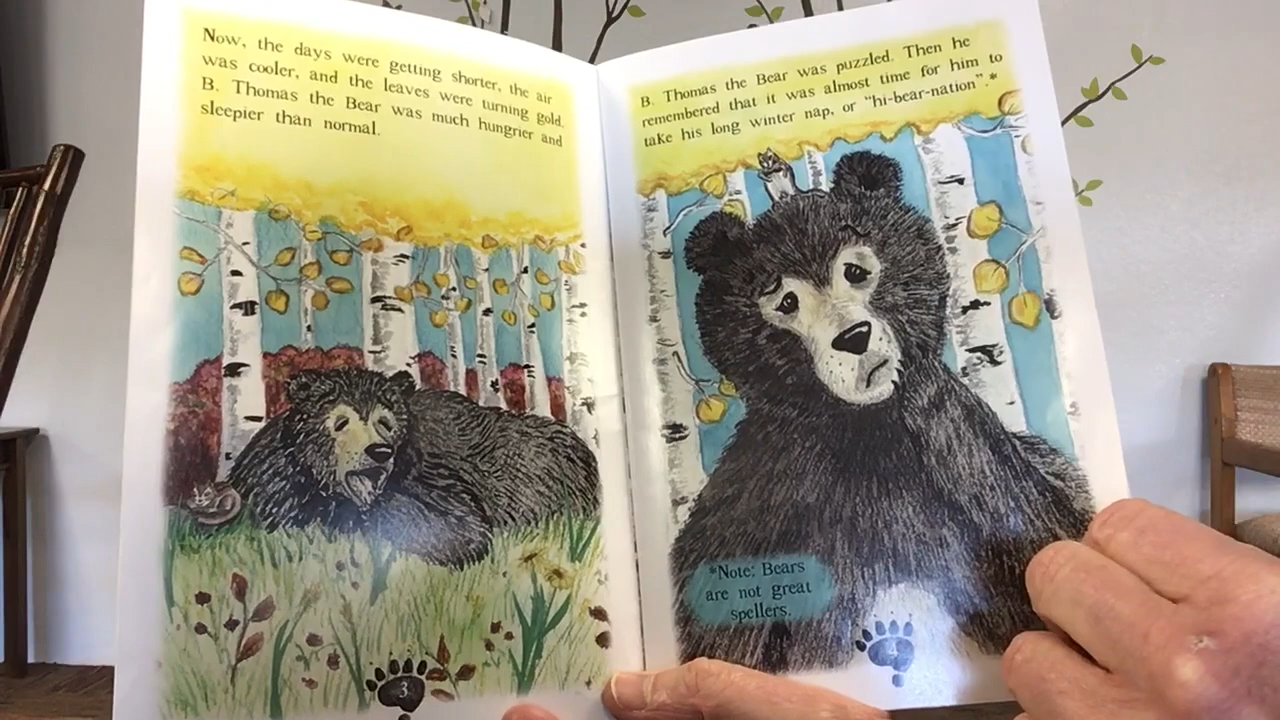 Now, the days were getting shorter, the air
was cooler, and the leaves were turning gold.
B. Thomas the Bear was much hungrier and
sleepier than normal.
3
B. Thomas the Bear was puzzled. Then he
remembered that it was almost time for him to
take his long winter nap, or "hi-bear-nation".*
*Note: Bears
are not great
spellers.
4